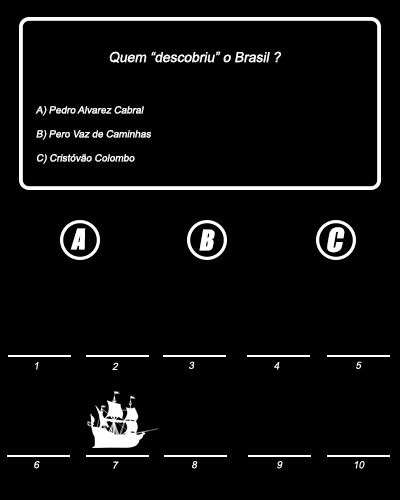 Quem “descobriu” o Brasil ?
A) Pedro Alvarez Cabral
B) Pero Vaz de Caminhas
C) Cristóvão Colombo
A B C
1 2 3 4 5
6 7 8 9 10